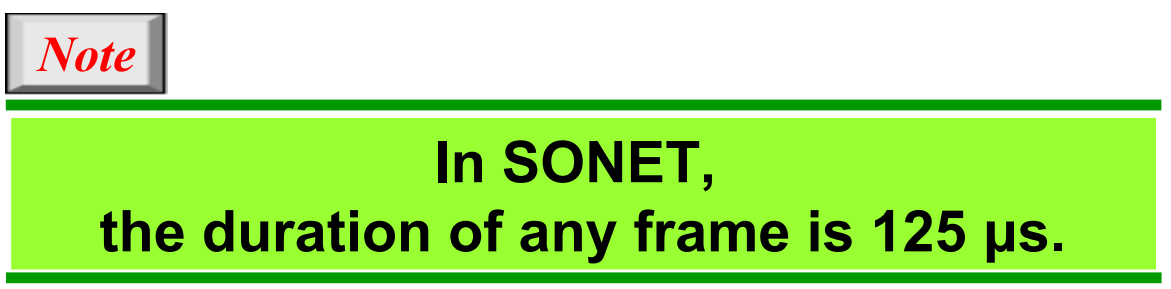 Note
In SONET,
the duration of any frame is 125 μs.